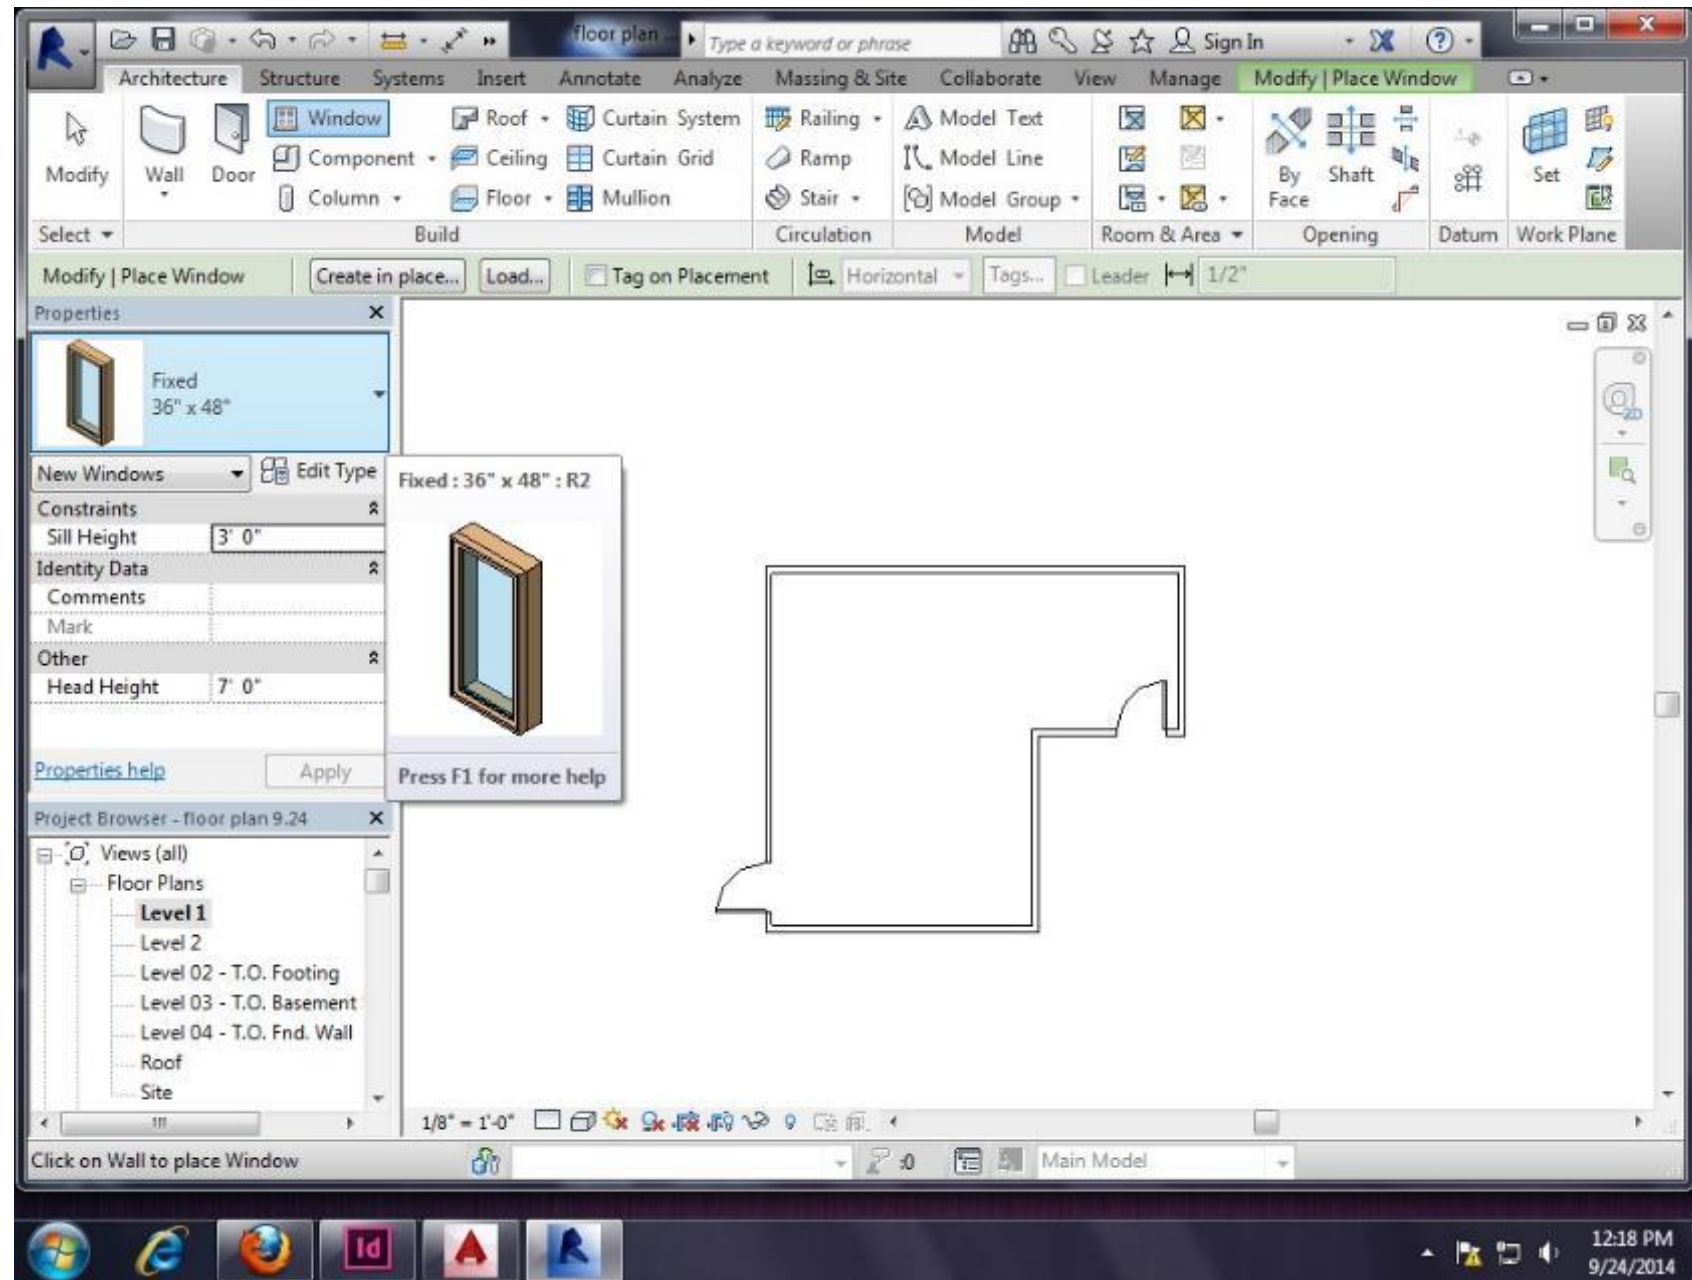 floor plan ...
Type a keyword or phrase
Sign In
Architecture Structure Systems Insert Annotate Analyze Massing & Site Collaborate View Manage Modify | Place Window
Modify
Wall
Door
Window
Component
Column
Roof
Ceiling
Floor
Curtain System
Curtain Grid
Mullion
Railing
Ramp
Stair
Model Text
Model Line
Model Group
By
Face
Shaft
Set
Select Build Circulation Model Room & Area Opening Datum Work Plane
Modify | Place Window Create in place... Load... Tag on Placement Horizontal Tags... Leader 1/2"
Properties
Fixed
36" x 48"
New Windows Edit Type
Constraints
Sill Height 3' 0"
Identity Data
Comments
Mark
Other
Head Height 7' 0"
Properties help Apply
Fixed : 36" x 48" : R2
Press F1 for more help
2D
Project Browser - floor plan 9.24
Views (all)
Floor Plans
Level 1
Level 2
Level 02 - T.O. Footing
Level 03 - T.O. Basement
Level 04 - T.O. Fnd. Wall
Roof
Site
1/8" = 1'-0"
Click on Wall to place Window
:0
Main Model
Id
12:18 PM
9/24/2014